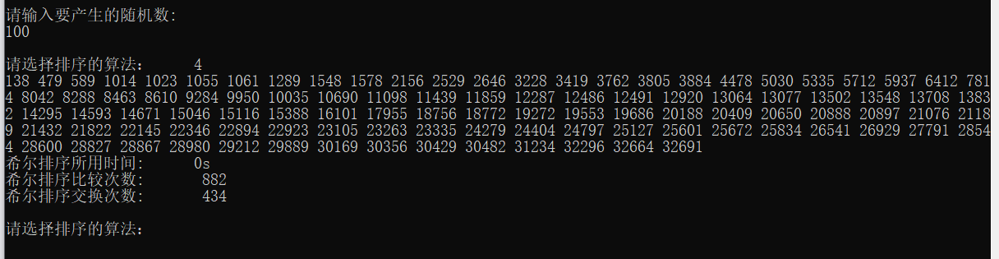 请输入要产生的随机数:
100
请选择排序的算法:      4
138 479 589 1014 1023 1055 1061 1289 1548 1578 2156 2529 2646 3228 3419 3762 3805 3884 4478 5030 5335 5712 5937 6412 781
4 8042 8288 8463 8610 9284 9950 10035 10690 11098 11439 11859 12287 12486 12491 12920 13064 13077 13502 13548 13708 1383
2 14295 14593 14671 15046 15116 15388 16101 17955 18756 18772 19272 19553 19686 20188 20409 20650 20888 20897 21076 2118
9 21432 21822 22145 22346 22894 22923 23105 23263 23335 24279 24404 24797 25127 25601 25672 25834 26541 26929 27791 2854
4 28600 28827 28867 28980 29212 29889 30169 30356 30429 30482 31234 32296 32664 32691
希尔排序所用时间:      0s
希尔排序比较次数:       882
希尔排序交换次数:       434
请选择排序的算法: